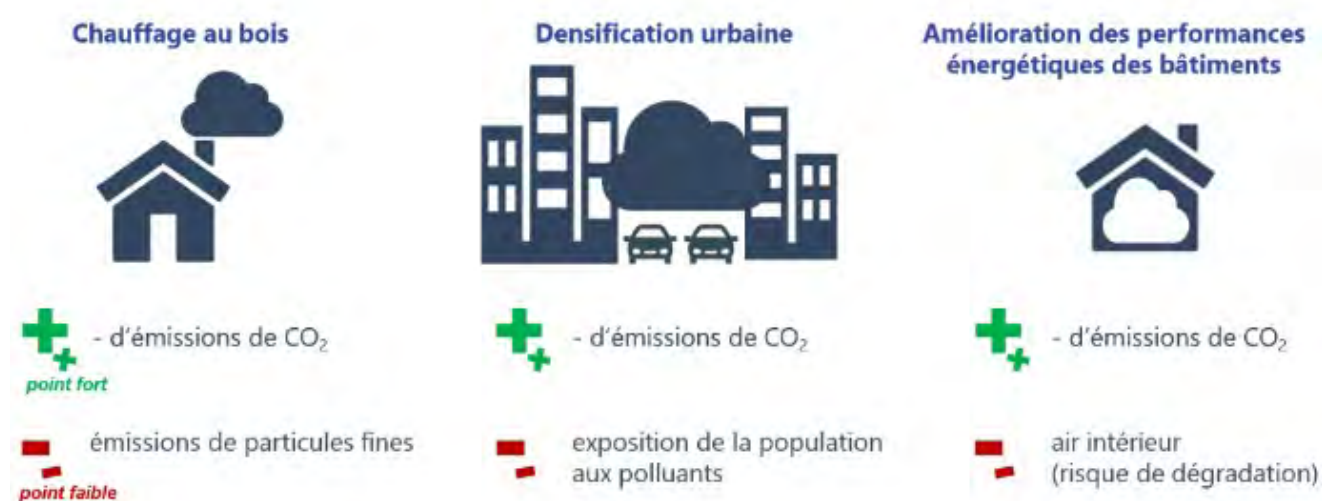 Chauffage au bois
Densification urbaine
Amélioration des performances
énergétiques des bâtiments
- d'émissions de CO₂
point fort
- d'émissions de CO₂
- d'émissions de CO₂
émissions de particules fines
point faible
exposition de la population
aux polluants
air intérieur
(risque de dégradation)